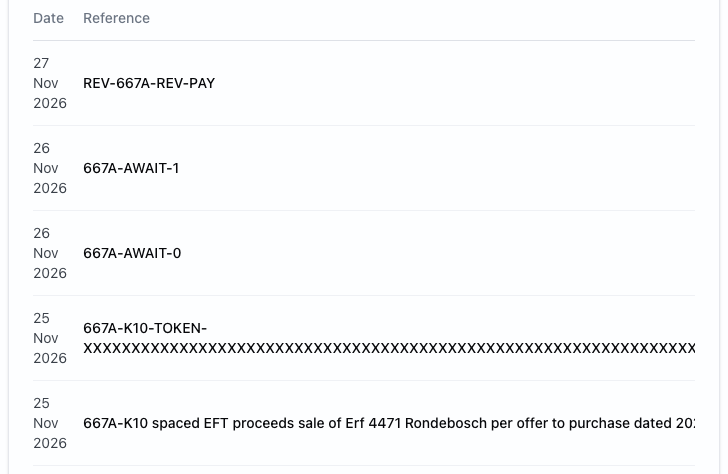 Date Reference
27
Nov
2026
REV-667A-REV-PAY
26
Nov
2026
667A-AWAIT-1
26
Nov
2026
667A-AWAIT-0
25
Nov
2026
667A-K10-TOKEN-
XXXXXXXXXXXXXXXXXXXXXXXXXXXXXXXXXXXXXXXXXXXXXXXXXXXXXXXXXXXXXXXX
25
Nov
2026
667A-K10 spaced EFT proceeds sale of Erf 4471 Rondebosch per offer to purchase dated